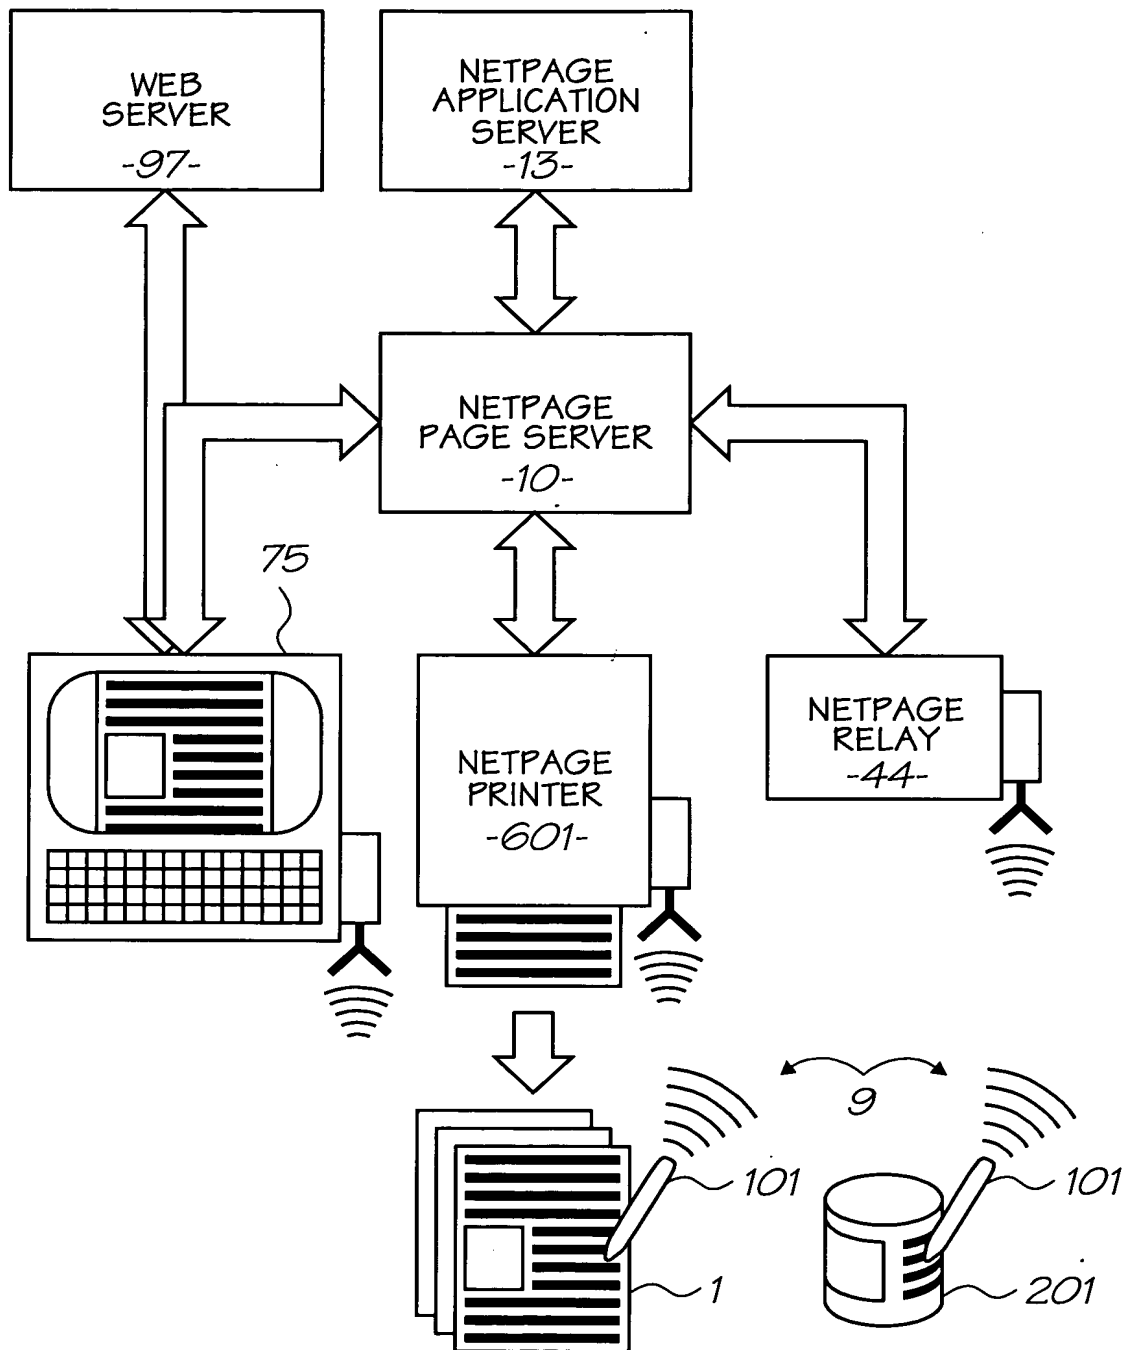 WEB
SERVER
-97-
NETPAGE
APPLICATION
SERVER
-13-
NETPAGE
PAGE SERVER
-10-
75
NETPAGE
PRINTER
-601-
NETPAGE
RELAY
-44-
9
101
101
1
201